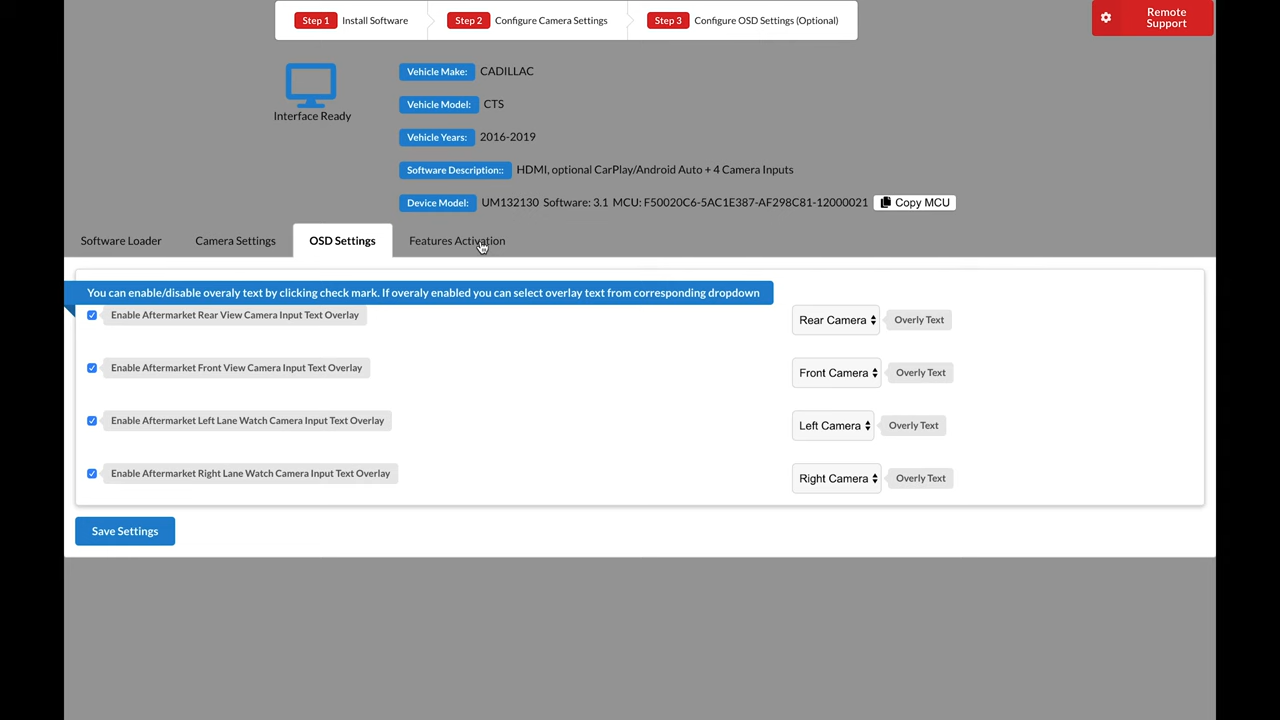 Step 1 Install Software Step 2 Configure Camera Settings Step 3 Configure OSD Settings (Optional)
Remote
Support
Interface Ready
Vehicle Make: CADILLAC
Vehicle Model: CTS
Vehicle Years: 2016-2019
Software Description:: HDMI, optional CarPlay/Android Auto + 4 Camera Inputs
Device Model: UM132130 Software: 3.1 MCU: F50020C6-5AC1E387-AF298C81-12000021 Copy MCU
Software Loader Camera Settings OSD Settings Features Activation
You can enable/disable overaly text by clicking check mark. If overaly enabled you can select overlay text from corresponding dropdown
Enable Aftermarket Rear View Camera Input Text Overlay Rear Camera Overly Text
Enable Aftermarket Front View Camera Input Text Overlay Front Camera Overly Text
Enable Aftermarket Left Lane Watch Camera Input Text Overlay Left Camera Overly Text
Enable Aftermarket Right Lane Watch Camera Input Text Overlay Right Camera Overly Text
Save Settings